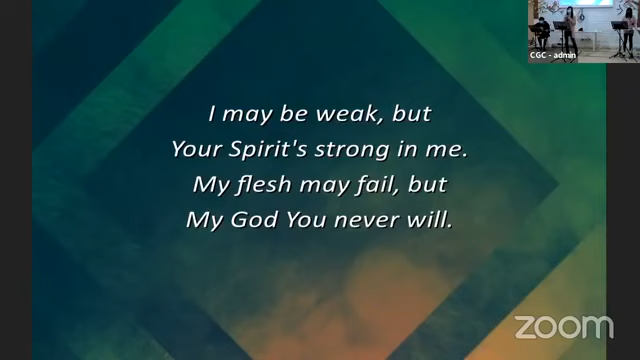 CGC - admin
I may be weak, but
Your Spirit's strong in me.
My flesh may fail, but
My God You never will.
zoom